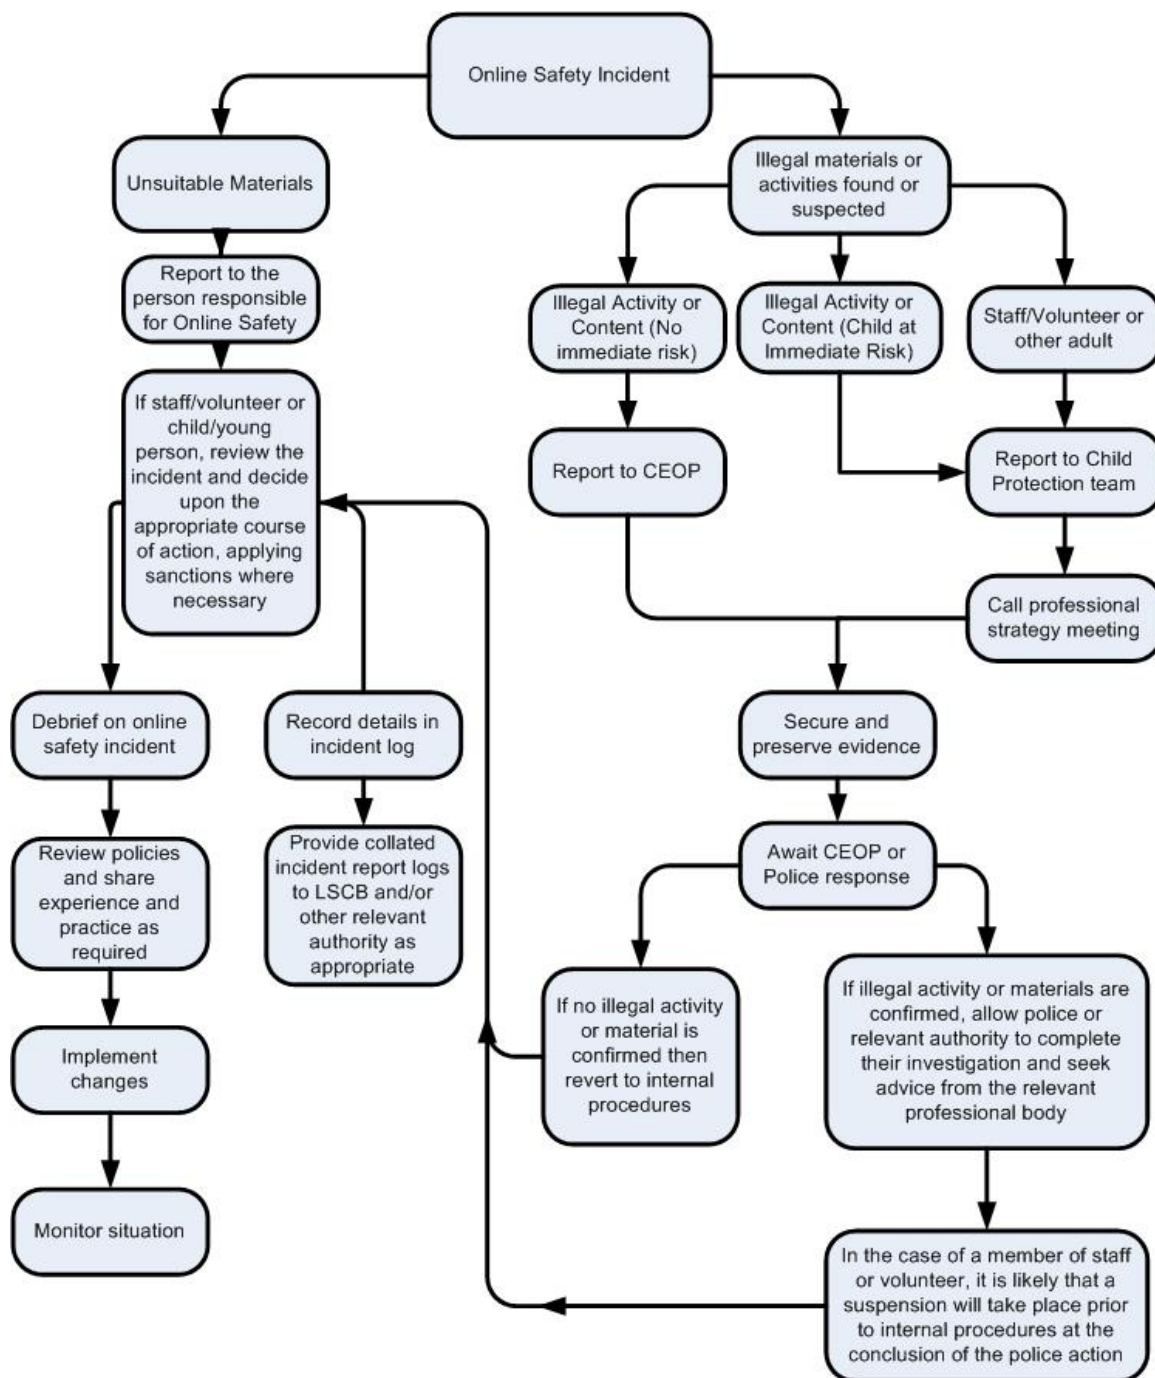 Online Safety Incident
Unsuitable Materials
Illegal materials or
activities found or
suspected
Report to the
person responsible
for Online Safety
Illegal Activity or
Content (No
immediate risk)
Illegal Activity or
Content (Child at
Immediate Risk)
Staff/Volunteer or
other adult
If staff/volunteer or
child/young
person, review the
incident and decide
upon the
appropriate course
of action, applying
sanctions where
necessary
Report to CEOP
Report to Child
Protection team
Call professional
strategy meeting
Debrief on online
safety incident
Record details in
incident log
Secure and
preserve evidence
Review policies
and share
experience and
practice as
required
Provide collated
incident report logs
to LSCB and/or
other relevant
authority as
appropriate
Await CEOP or
Police response
If no illegal activity
or material is
confirmed then
revert to internal
procedures
If illegal activity or materials are
confirmed, allow police or
relevant authority to complete
their investigation and seek
advice from the relevant
professional body
Implement
changes
Monitor situation
In the case of a member of staff
or volunteer, it is likely that a
suspension will take place prior
to internal procedures at the
conclusion of the police action